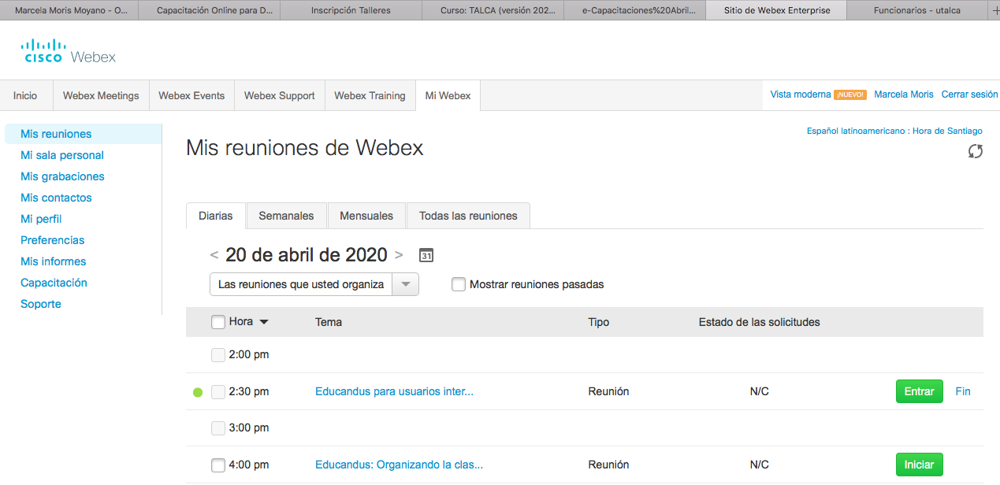 Marcela Moris Moyano - O...
Capacitación Online para D...
Inscripción Talleres
Curso: TALCA (versión 202...
e-Capacitaciones%20Abril...
Sitio de Webex Enterprise
Funcionarios - utalca
cisco Webex
Inicio
Webex Meetings
Webex Events
Webex Support
Webex Training
Mi Webex
Vista moderna ¡NUEVO!
Marcela Moris
Cerrar sesión
Mis reuniones
Mi sala personal
Mis grabaciones
Mis contactos
Mi perfil
Preferencias
Mis informes
Capacitación
Soporte
Español latinoamericano : Hora de Santiago
Mis reuniones de Webex
Diarias
Semanales
Mensuales
Todas las reuniones
< 20 de abril de 2020 > 31
Las reuniones que usted organiza
Mostrar reuniones pasadas
Hora Tema Tipo Estado de las solicitudes
2:00 pm
2:30 pm Educandus para usuarios inter... Reunión N/C Entrar Fin
3:00 pm
4:00 pm Educandus: Organizando la clas... Reunión N/C Iniciar